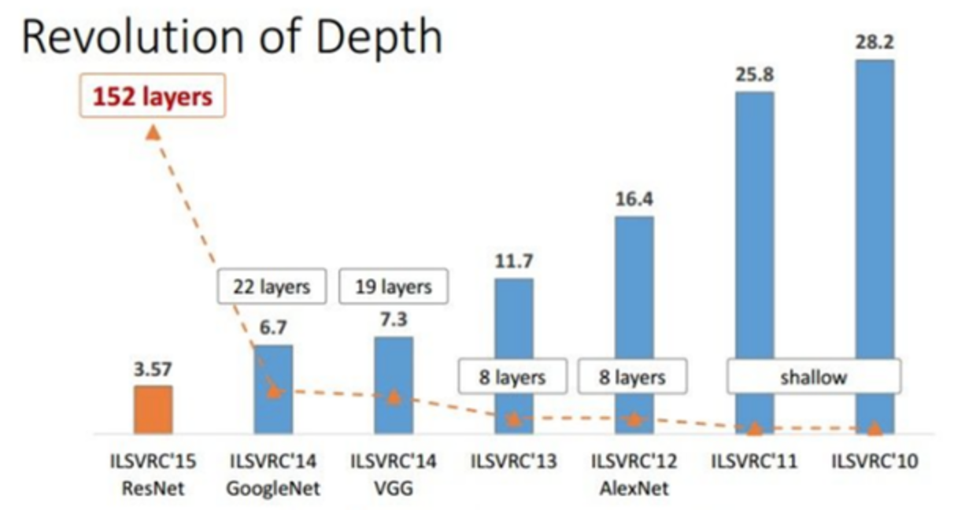 Revolution of Depth
152 layers
28.2
25.8
16.4
11.7
22 layers
19 layers
6.7
7.3
3.57
8 layers
8 layers
shallow
ILSVRC'15
ResNet
ILSVRC'14
GoogleNet
ILSVRC'14
VGG
ILSVRC'13
ILSVRC'12
AlexNet
ILSVRC'11
ILSVRC'10